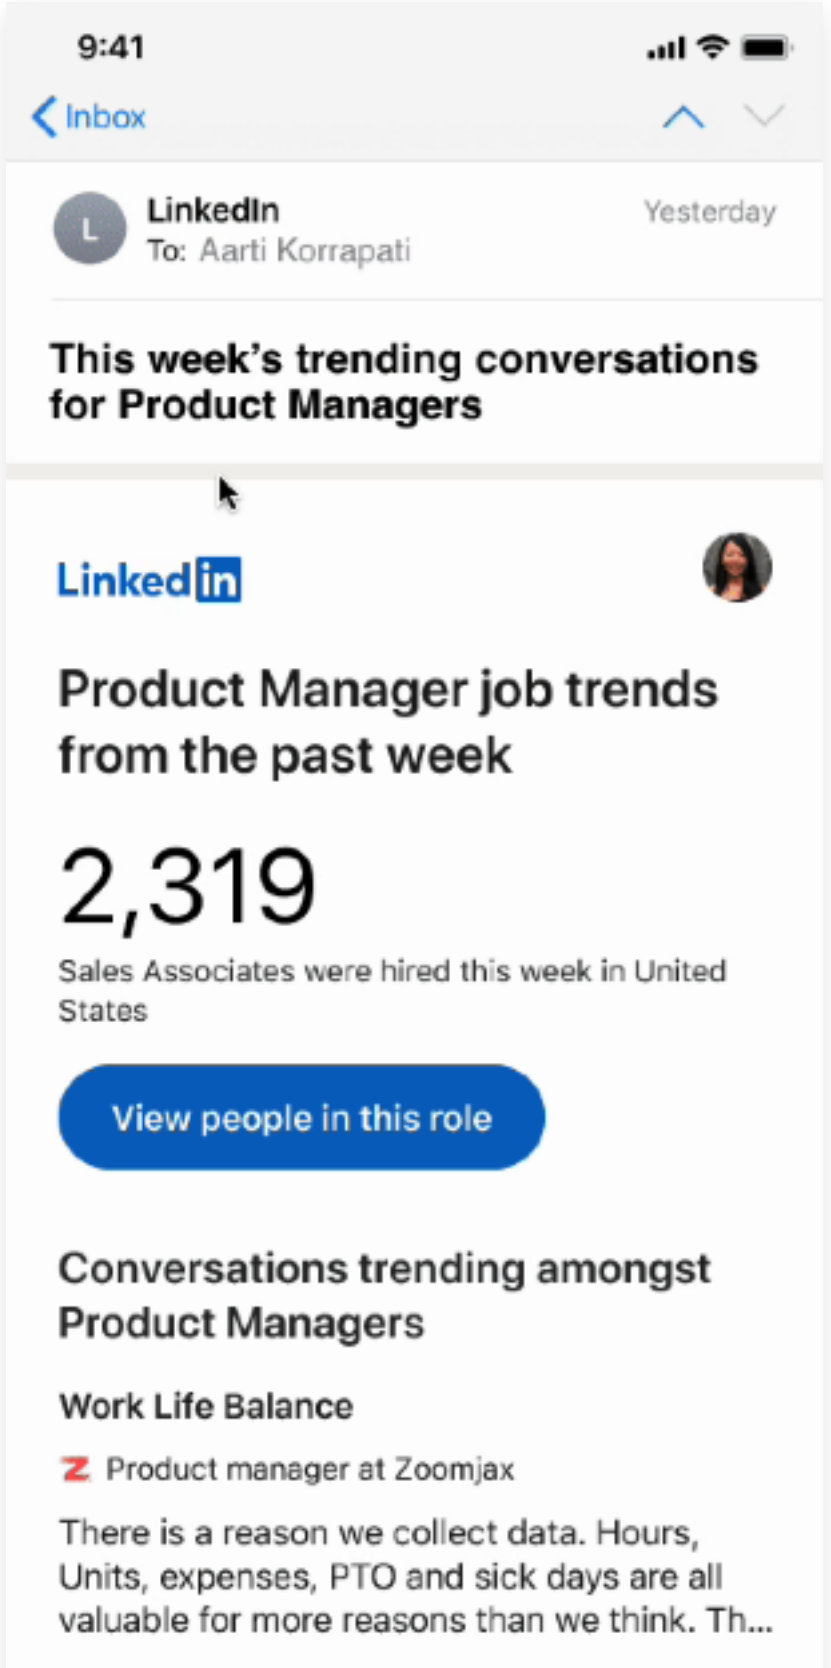 9:41
Inbox
L
LinkedIn
Yesterday
To: Aarti Korrapati
This week's trending conversations
for Product Managers
Linkedin
Product Manager job trends
from the past week
2,319
Sales Associates were hired this week in United
States
View people in this role
Conversations trending amongst
Product Managers
Work Life Balance
Z Product manager at Zoomjax
There is a reason we collect data. Hours,
Units, expenses, PTO and sick days are all
valuable for more reasons than we think. Th...